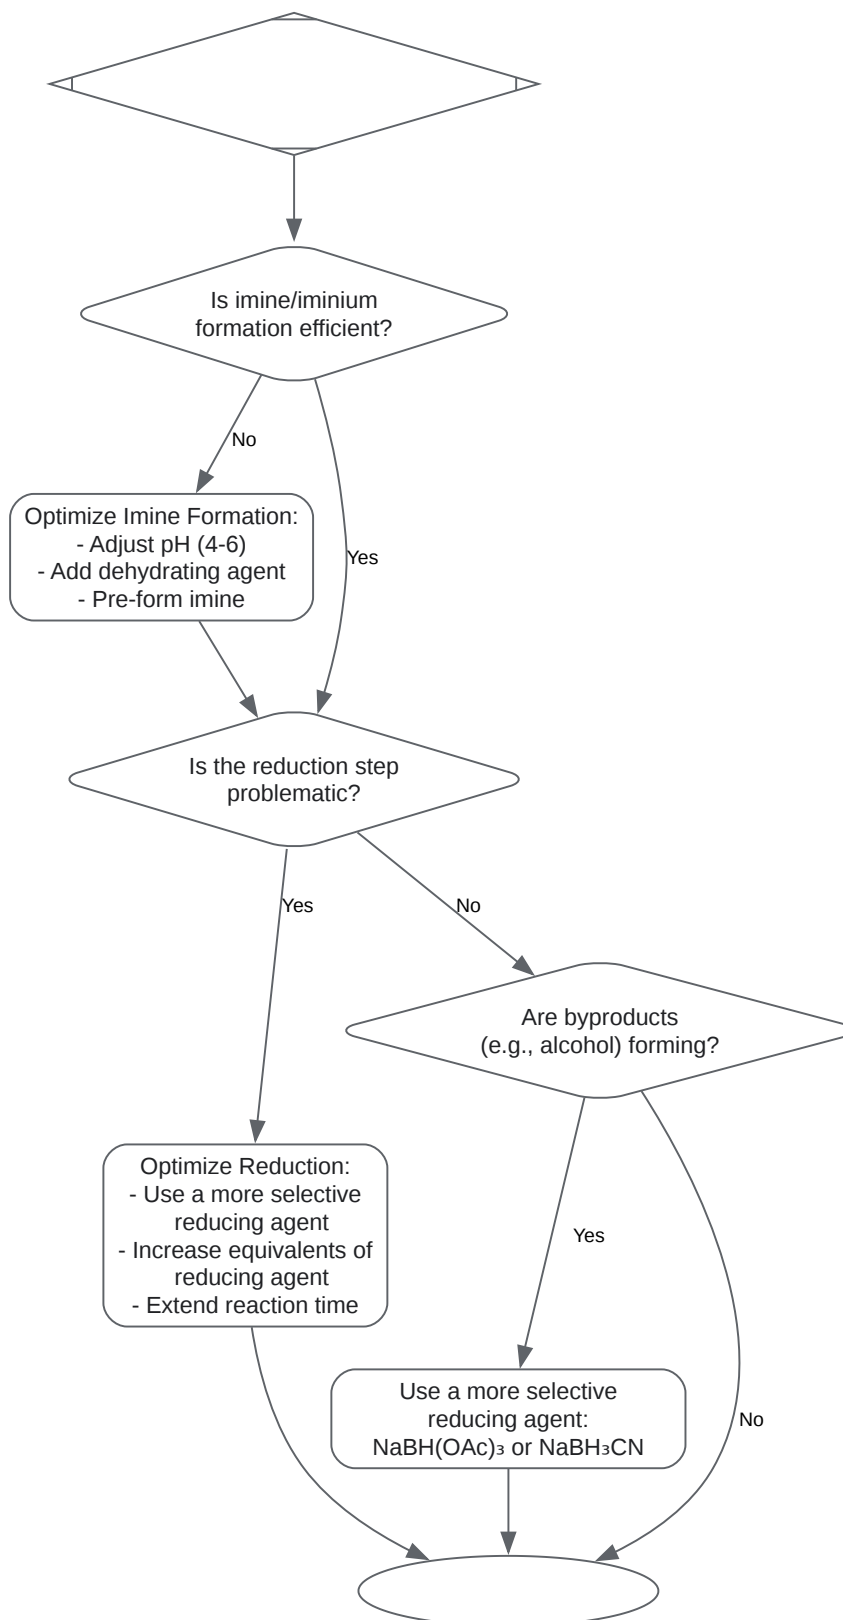 Is imine/iminium
formation efficient?
No
Optimize Imine Formation:
- Adjust pH (4-6)
- Add dehydrating agent
- Pre-form imine
Yes
Is the reduction step
problematic?
Yes
No
Are byproducts
(e.g., alcohol) forming?
Optimize Reduction:
- Use a more selective
reducing agent
- Increase equivalents of
reducing agent
- Extend reaction time
Yes
Use a more selective
reducing agent:
NaBH(OAc)₃ or NaBH₃CN
No